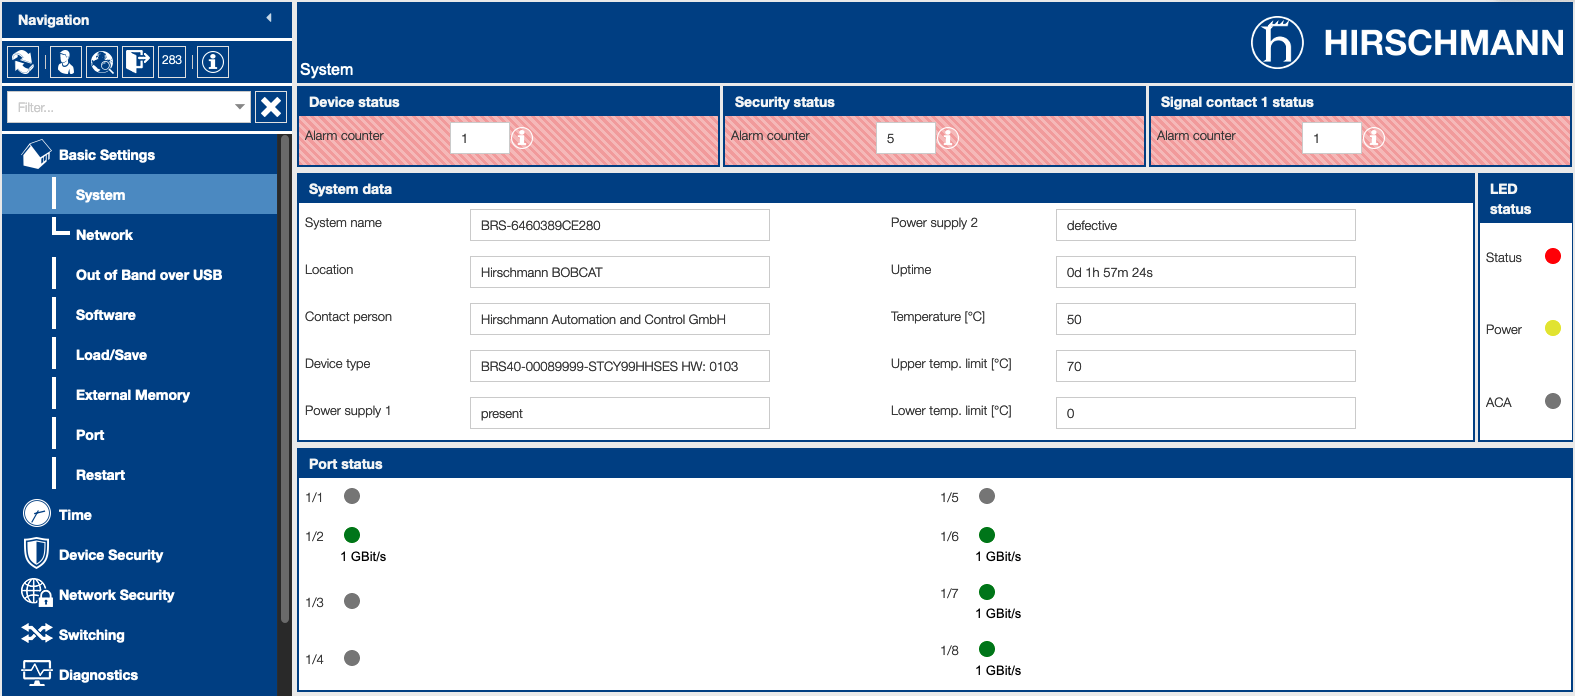 Navigation
283
Filter...
Basic Settings
System
Network
Out of Band over USB
Software
Load/Save
External Memory
Port
Restart
Time
Device Security
Network Security
Switching
Diagnostics
System
HIRSCHMANN
Device status
Alarm counter 1
Security status
Alarm counter 5
Signal contact 1 status
Alarm counter 1
System data
System name BRS-6460389CE280
Location Hirschmann BOBCAT
Contact person Hirschmann Automation and Control GmbH
Device type BRS40-00089999-STCY99HHSES HW: 0103
Power supply 1 present
Power supply 2 defective
Uptime 0d 1h 57m 24s
Temperature [°C] 50
Upper temp. limit [°C] 70
Lower temp. limit [°C] 0
LED
status
Status
Power
ACA
Port status
1/1
1/2
1 GBit/s
1/3
1/4
1/5
1/6
1 GBit/s
1/7
1 GBit/s
1/8
1 GBit/s